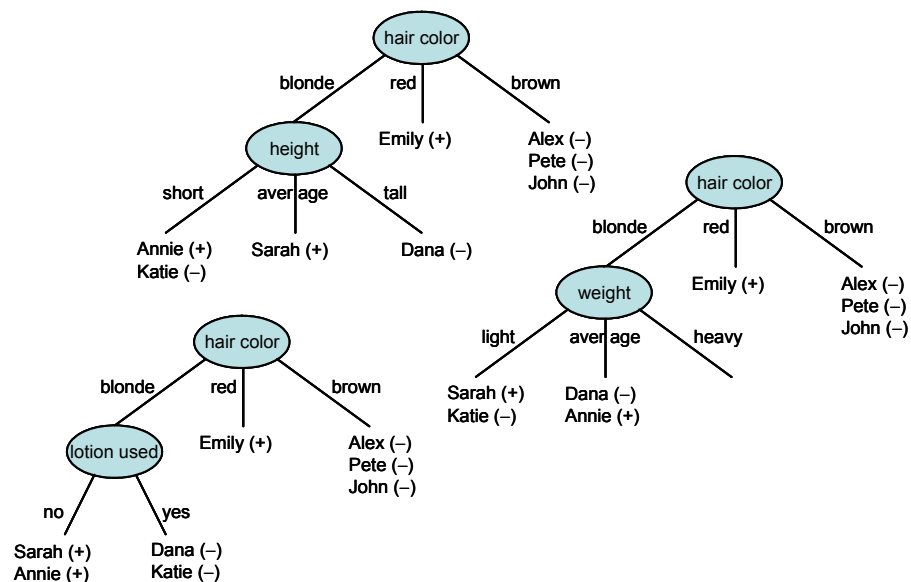 hair color
blonde
red
brown
Emily (+)
Alex (–)
Pete (–)
John (–)
height
short
average
tall
Annie (+)
Katie (–)
Sarah (+)
Dana (–)
hair color
blonde
red
brown
Emily (+)
Alex (–)
Pete (–)
John (–)
weight
light
average
heavy
Sarah (+)
Katie (–)
Dana (–)
Annie (+)
hair color
blonde
red
brown
Emily (+)
Alex (–)
Pete (–)
John (–)
lotion used
no
yes
Sarah (+)
Annie (+)
Dana (–)
Katie (–)